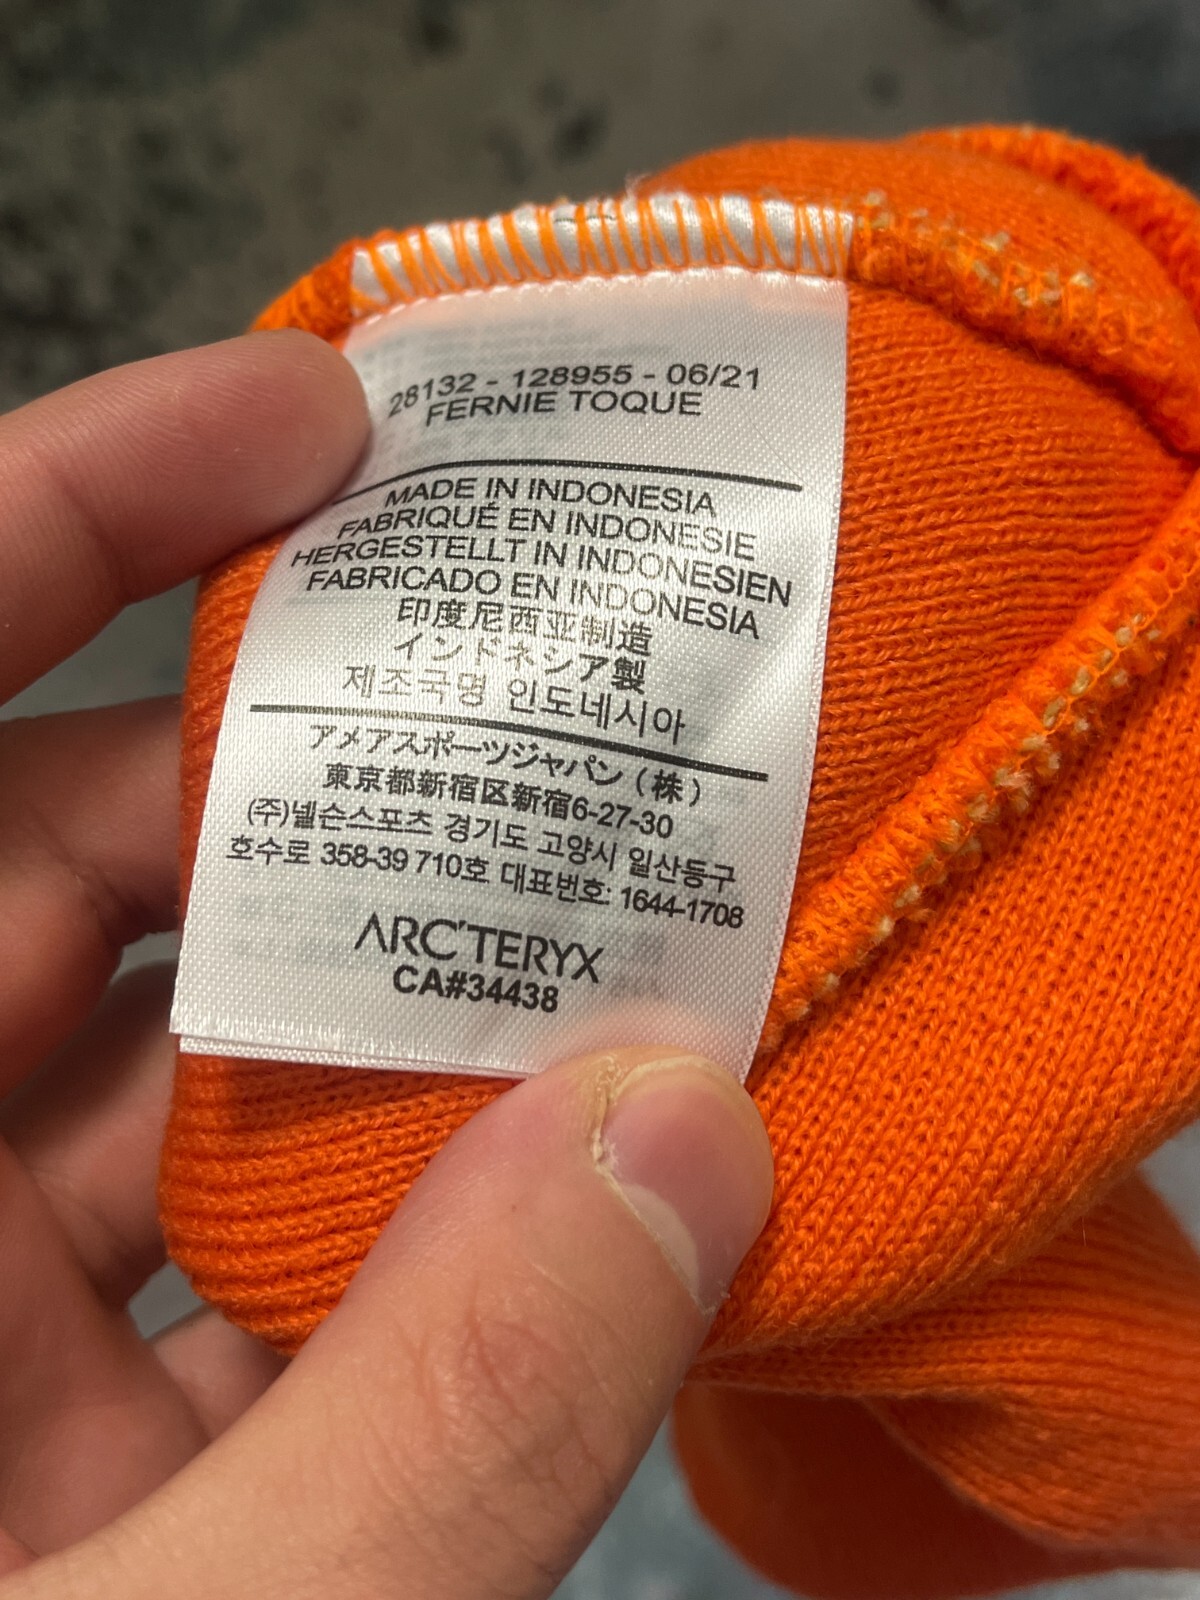 28132 - 128955 - 06/21
FERNIE TOQUE
MADE IN INDONESIA
FABRIQUÉ EN INDONESIE
HERGESTELLT IN INDONESIEN
FABRICADO EN INDONESIA
印度尼西亚制造
インドネシア製
제조국명 인도네시아
アメアスポーツジャパン（株）
東京都新宿区新宿6-27-30
(주)넬슨스포츠 경기도 고양시 일산동구
호수로 358-39 710호 대표번호: 1644-1708
ARC'TERYX
CA#34438